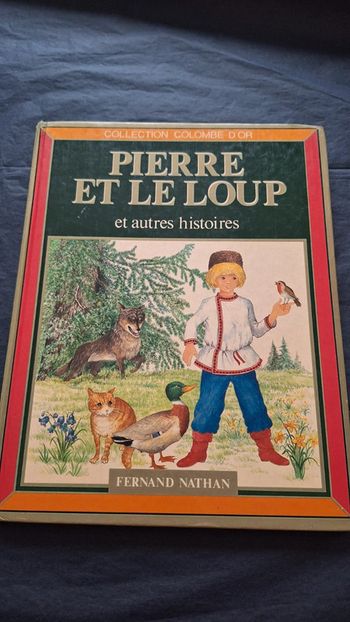 COLLECTION COLOMBE D'OR
PIERRE
ET LE LOUP
et autres histoires
FERNAND NATHAN